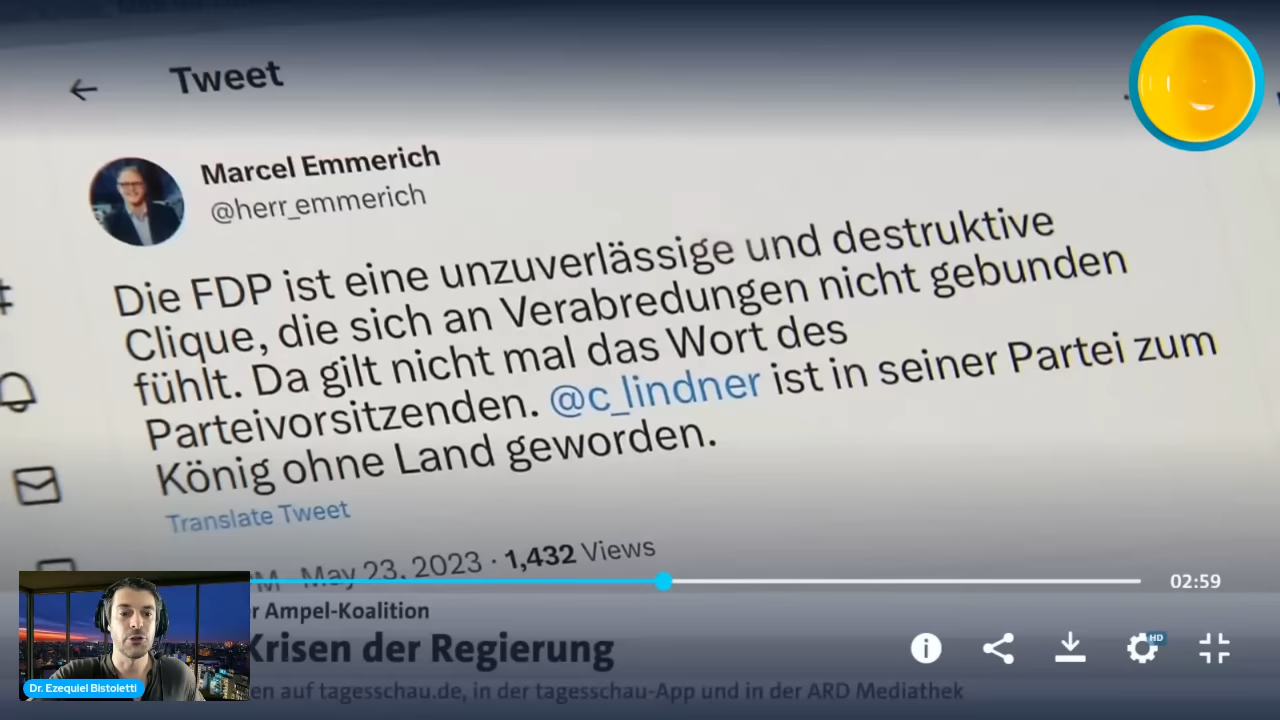 Tweet
Marcel Emmerich
@herr_emmerich
Die FDP ist eine unzuverlässige und destruktive
Clique, die sich an Verabredungen nicht gebunden
fühlt. Da gilt nicht mal das Wort des
Parteivorsitzenden. @c_lindner ist in seiner Partei zum
König ohne Land geworden.
Translate Tweet
M May 23, 2023 · 1,432 Views
02:59
r Ampel-Koalition
Krisen der Regierung
HD
en auf tagesschau.de, in der tagesschau-App und in der ARD Mediathek
Dr. Ezequiel Bistoletti